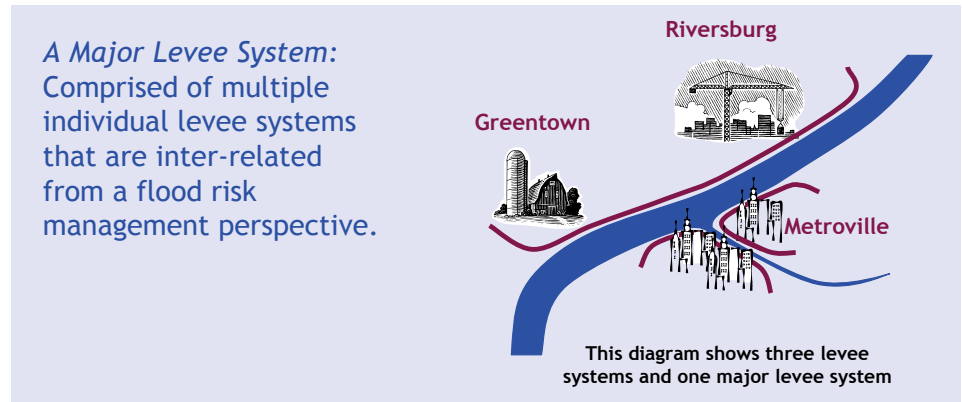 A Major Levee System:
Comprised of multiple
individual levee systems
that are inter-related
from a flood risk
management perspective.
Riversburg
Greentown
Metroville
This diagram shows three levee
systems and one major levee system